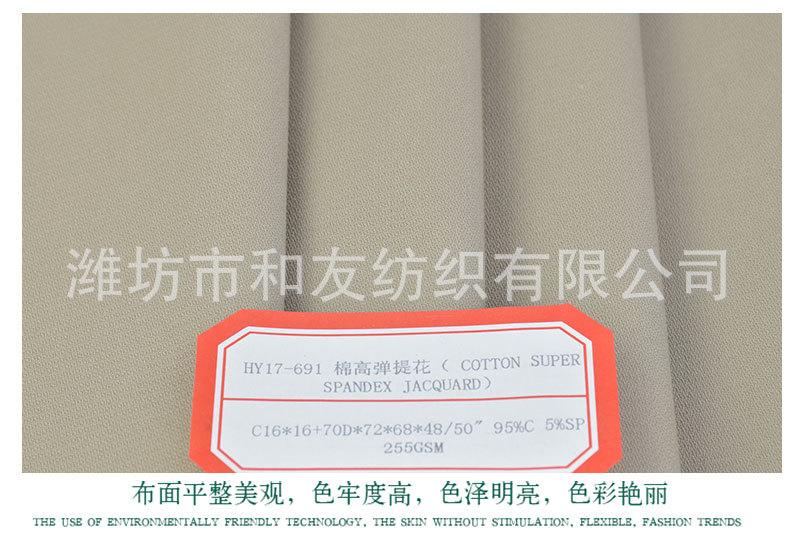 潍坊市和友纺织有限公司
HY17-691 棉高弹提花（ COTTON SUPER
SPANDEX JACQUARD）
C16*16+70D*72*68*48/50" 95%C 5%SP
255GSM
布面平整美观，色牢度高，色泽明亮，色彩艳丽
THE USE OF ENVIRONMENTALLY FRIENDLY TECHNOLOGY, THE SKIN WITHOUT STIMULATION, FLEXIBLE, FASHION TRENDS